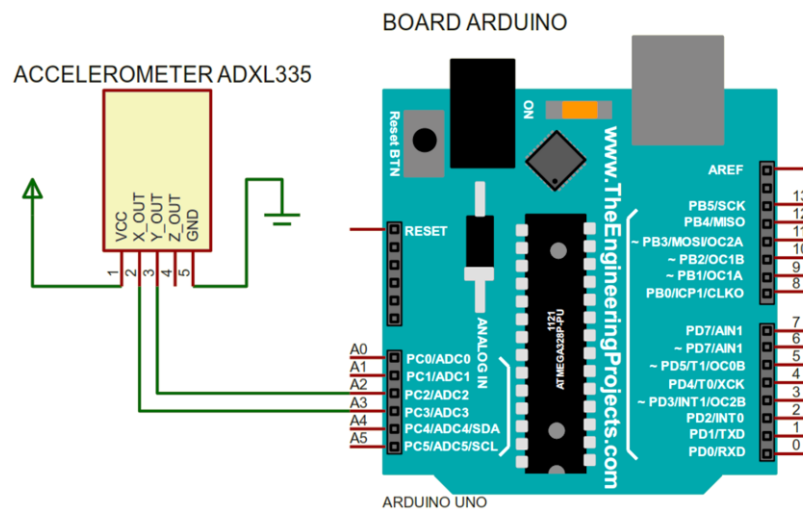 BOARD ARDUINO
ACCELEROMETER ADXL335
VCC
X_OUT
Y_OUT
Z_OUT
GND
1
2
3
4
5
Reset BTN
ON
www.TheEngineeringProjects.com
RESET
ANALOG IN
1121
ATMEGA328P-PU
A0
A1
A2
A3
A4
A5
PC0/ADC0
PC1/ADC1
PC2/ADC2
PC3/ADC3
PC4/ADC4/SDA
PC5/ADC5/SCL
AREF
PB5/SCK 13
PB4/MISO 12
~ PB3/MOSI/OC2A 11
~ PB2/OC1B 10
~ PB1/OC1A 9
PB0/ICP1/CLKO 8
PD7/AIN1 7
~ PD7/AIN1 6
~ PD5/T1/OC0B 5
PD4/T0/XCK 4
~ PD3/INT1/OC2B 3
PD2/INT0 2
PD1/TXD 1
PD0/RXD 0
ARDUINO UNO